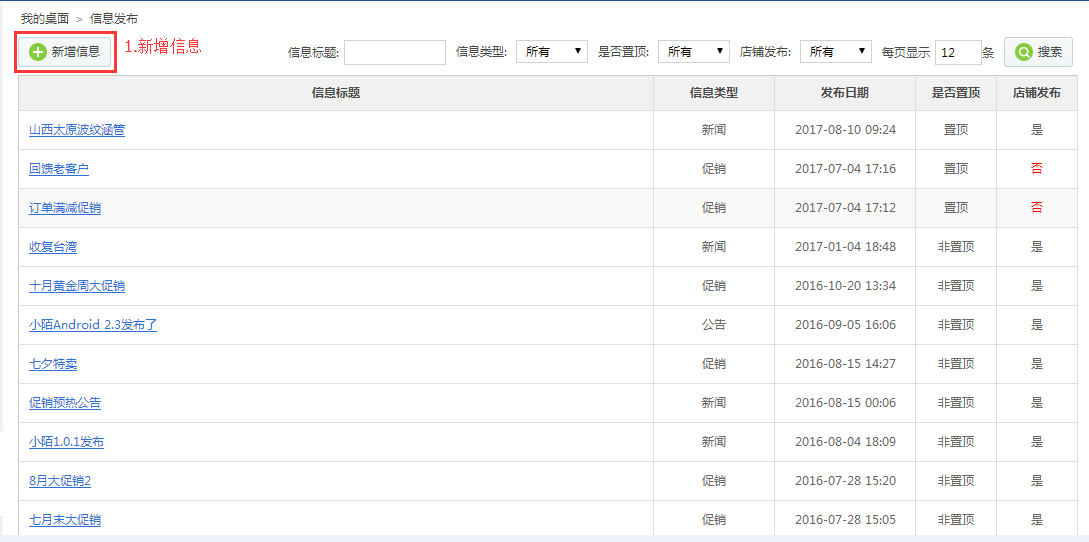 我的桌面 > 信息发布
新增信息 1.新增信息 信息标题: 信息类型: 所有 是否置顶: 所有 店铺发布: 所有 每页显示 12 条 搜索
信息标题 信息类型 发布日期 是否置顶 店铺发布
山西太原波纹涵管 新闻 2017-08-10 09:24 置顶 是
回馈老客户 促销 2017-07-04 17:16 置顶 否
订单满减促销 促销 2017-07-04 17:12 置顶 否
收复台湾 新闻 2017-01-04 18:48 非置顶 是
十月黄金周大促销 促销 2016-10-20 13:34 非置顶 是
小陌Android 2.3发布了 公告 2016-09-05 16:06 非置顶 是
七夕特卖 促销 2016-08-15 14:27 非置顶 是
促销预热公告 新闻 2016-08-15 00:06 非置顶 是
小陌1.0.1发布 新闻 2016-08-04 18:09 非置顶 是
8月大促销2 促销 2016-07-28 15:20 非置顶 是
七月末大促销 促销 2016-07-28 15:05 非置顶 是